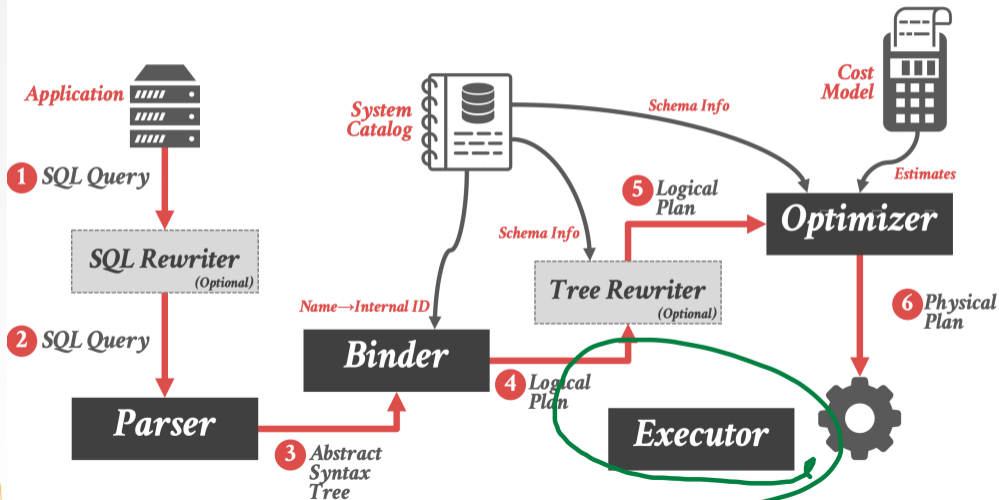 Application
1 SQL Query
SQL Rewriter
(Optional)
2 SQL Query
Parser
3 Abstract
Syntax
Tree
System
Catalog
Name→Internal ID
Binder
4 Logical
Plan
Schema Info
Tree Rewriter
(Optional)
5 Logical
Plan
Schema Info
Cost
Model
Estimates
Optimizer
6 Physical
Plan
Executor